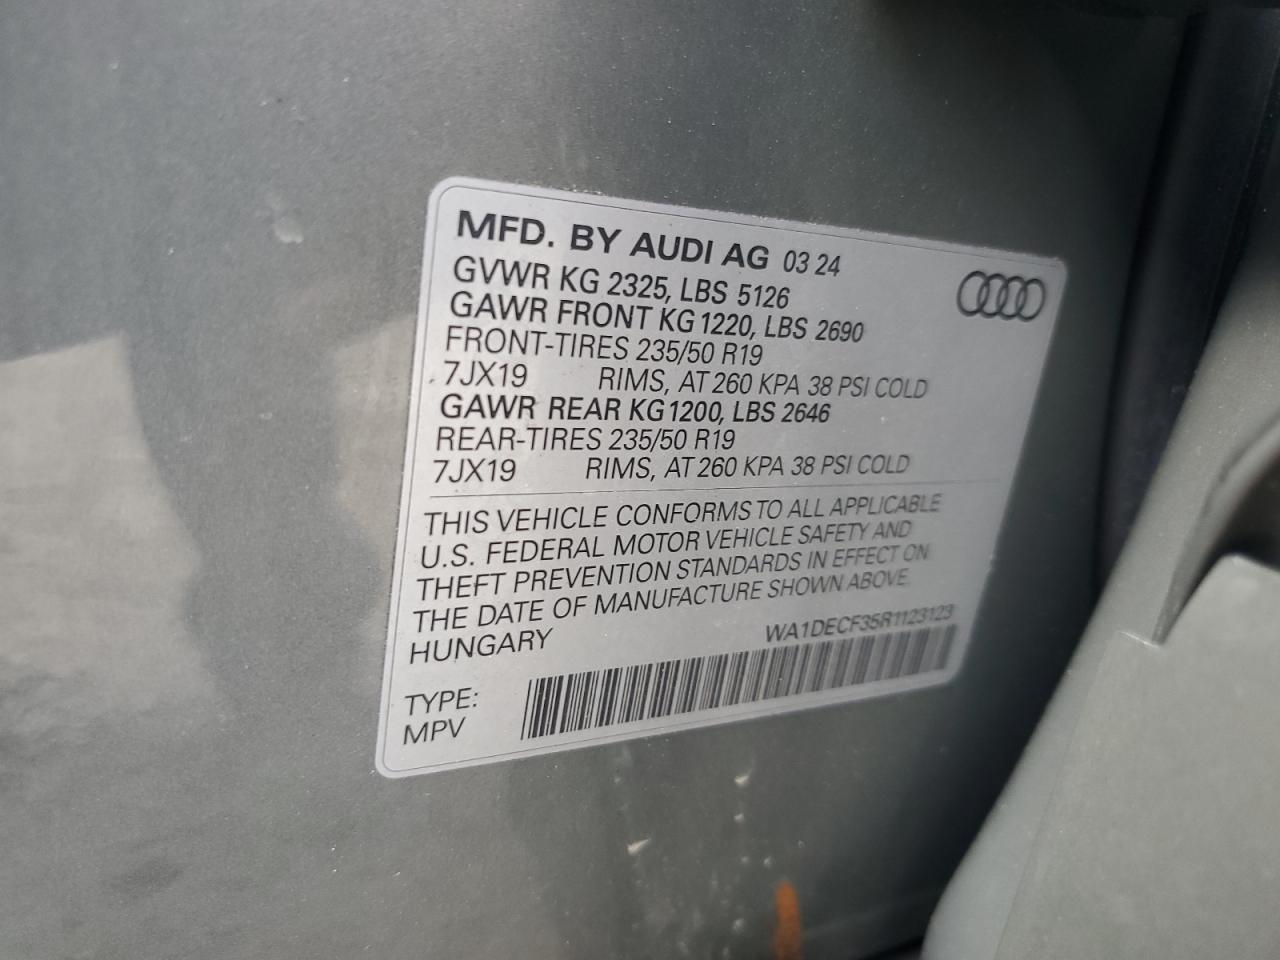 MFD. BY AUDI AG 03 24
GVWR KG 2325, LBS 5126
GAWR FRONT KG 1220, LBS 2690
FRONT-TIRES 235/50 R19
7JX19 RIMS, AT 260 KPA 38 PSI COLD
GAWR REAR KG 1200, LBS 2646
REAR-TIRES 235/50 R19
7JX19 RIMS, AT 260 KPA 38 PSI COLD
THIS VEHICLE CONFORMS TO ALL APPLICABLE
U.S. FEDERAL MOTOR VEHICLE SAFETY AND
THEFT PREVENTION STANDARDS IN EFFECT ON
THE DATE OF MANUFACTURE SHOWN ABOVE.
HUNGARY WA1DECF35R1123123
TYPE:
MPV